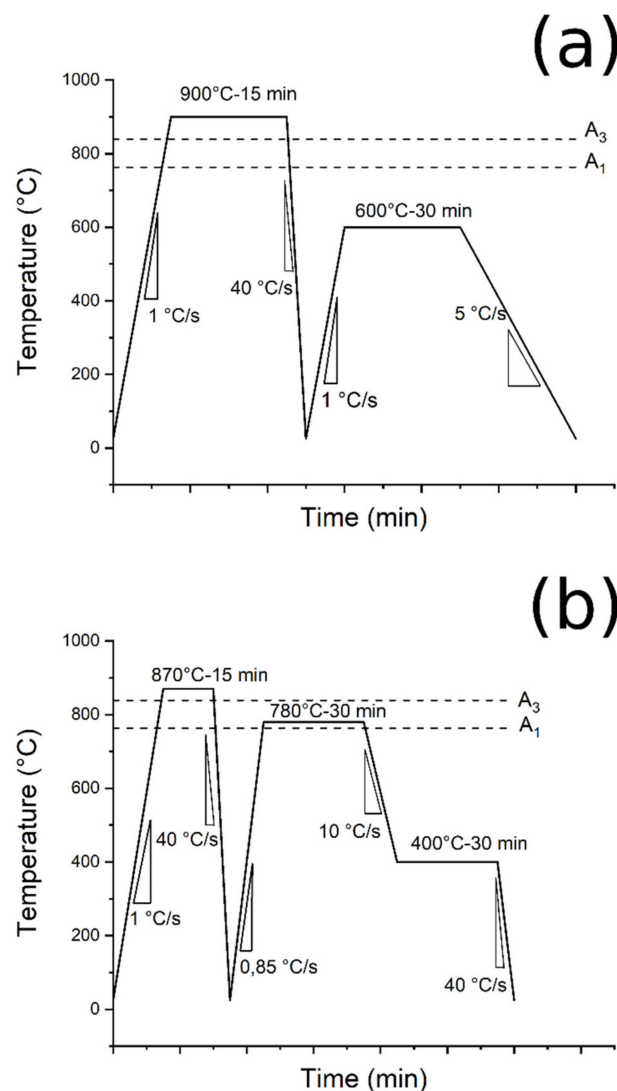 (a)
1000
900°C-15 min
A₃
800
A₁
600°C-30 min
600
40 °C/s
400
1 °C/s
5 °C/s
200
1 °C/s
0
Temperature (°C)
Time (min)
(b)
1000
870°C-15 min
A₃
800
780°C-30 min
A₁
600
40 °C/s
10 °C/s
400°C-30 min
400
1 °C/s
200
0,85 °C/s
40 °C/s
0
Temperature (°C)
Time (min)